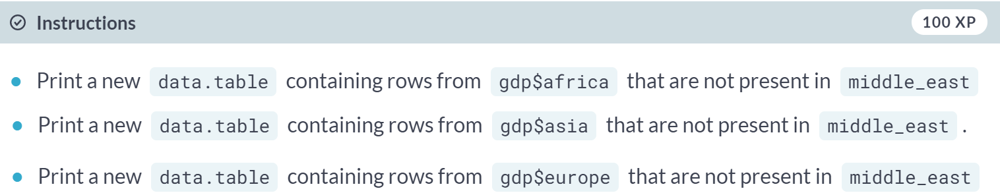 Instructions 100 XP
Print a new data.table containing rows from gdp$africa that are not present in middle_east
Print a new data.table containing rows from gdp$asia that are not present in middle_east .
Print a new data.table containing rows from gdp$europe that are not present in middle_east